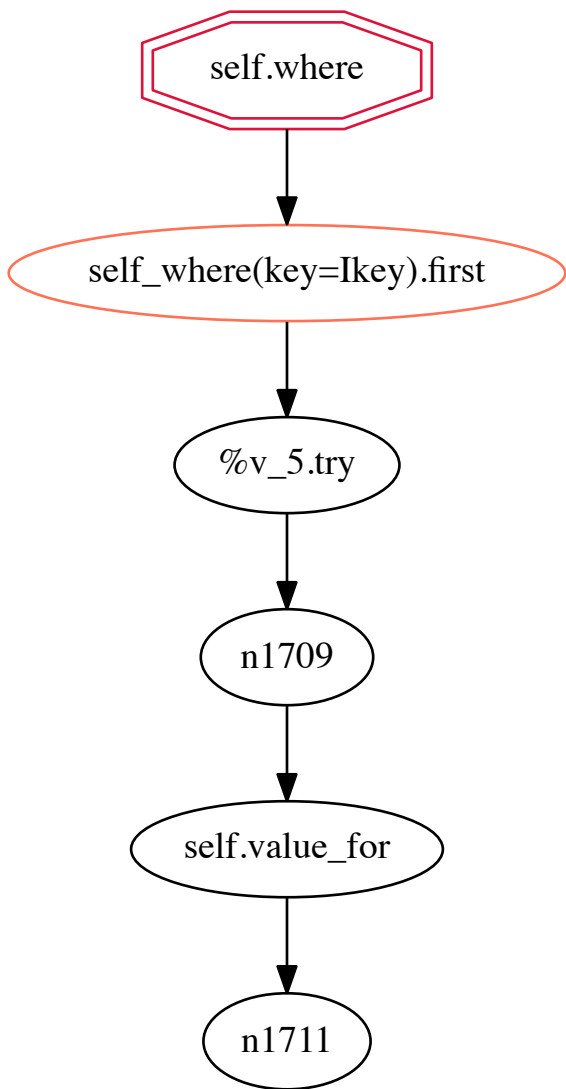 self.where
self_where(key=Ikey).first
%v_5.try
n1709
self.value_for
n1711